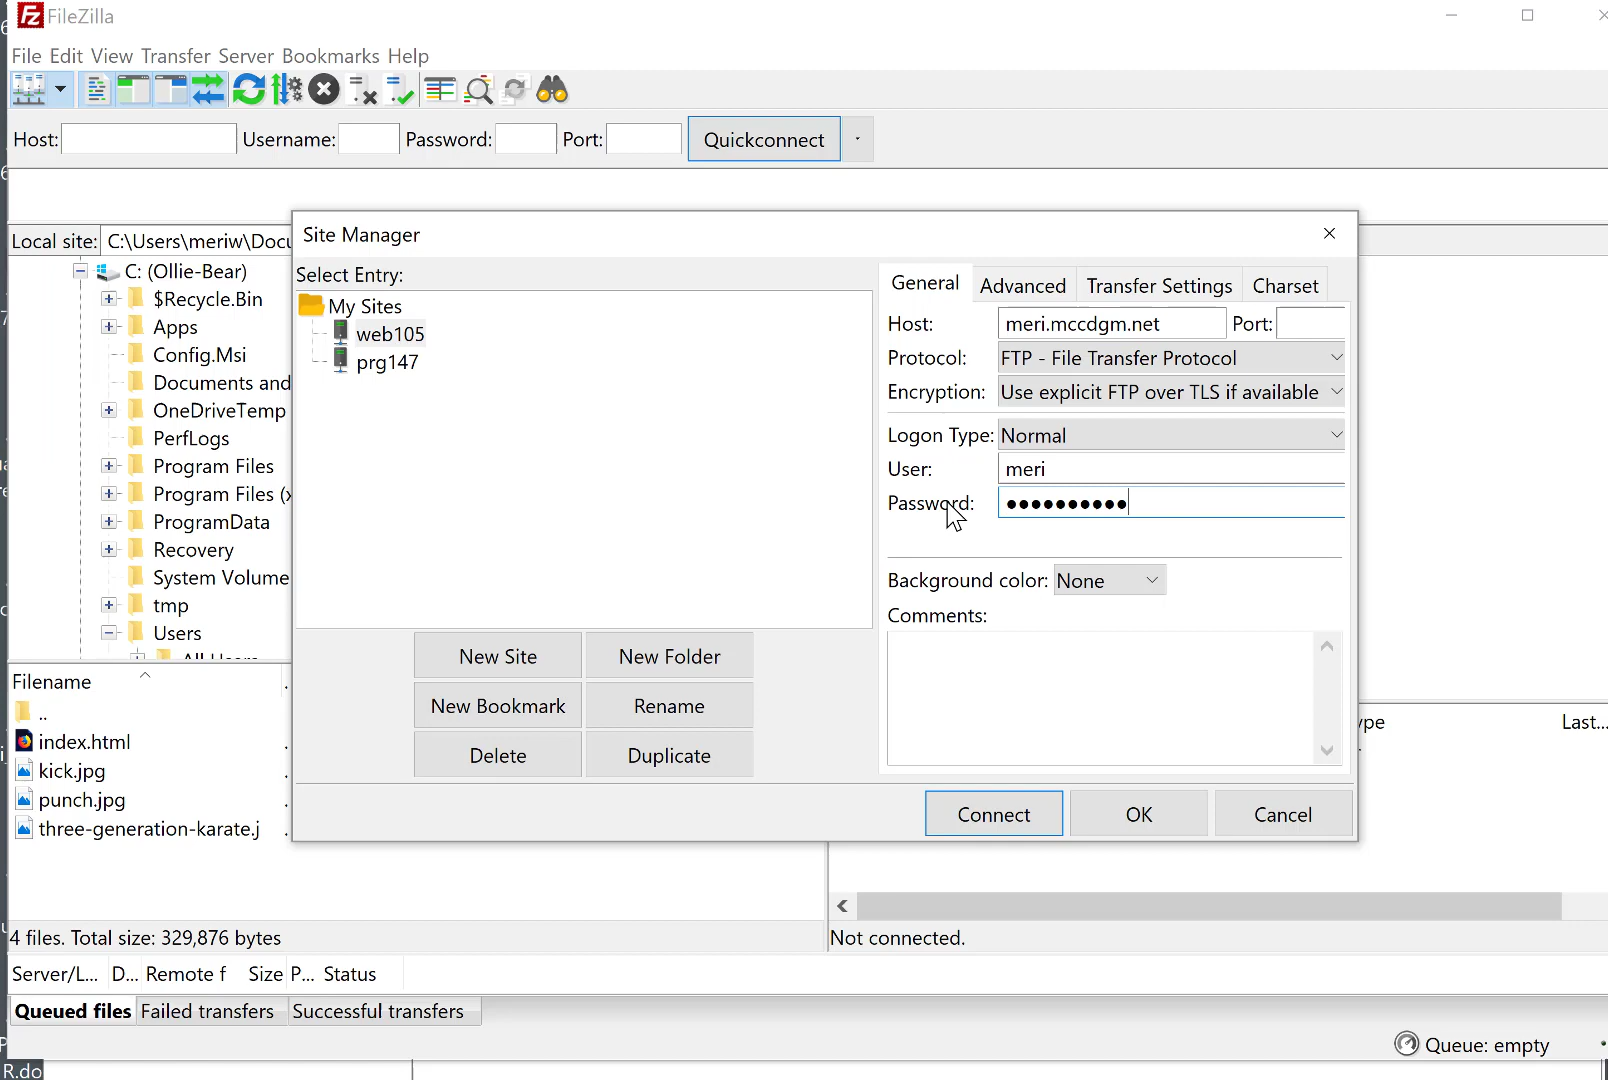 FileZilla
File Edit View Transfer Server Bookmarks Help
Host: Username: Password: Port: Quickconnect
Local site: C:\Users\meriw\Docu
C: (Ollie-Bear)
$Recycle.Bin
Apps
Config.Msi
Documents and
OneDriveTemp
PerfLogs
Program Files
Program Files (x
ProgramData
Recovery
System Volume
tmp
Users
Filename
..
index.html
kick.jpg
punch.jpg
three-generation-karate.j
4 files. Total size: 329,876 bytes
Site Manager
Select Entry:
My Sites
web105
prg147
New Site New Folder
New Bookmark Rename
Delete Duplicate
General Advanced Transfer Settings Charset
Host: meri.mccdgm.net Port:
Protocol: FTP - File Transfer Protocol
Encryption: Use explicit FTP over TLS if available
Logon Type: Normal
User: meri
Password: ●●●●●●●●●●
Background color: None
Comments:
Connect OK Cancel
ype Last...
Not connected.
Server/L... D... Remote f Size P... Status
Queued files Failed transfers Successful transfers
Queue: empty
R.do